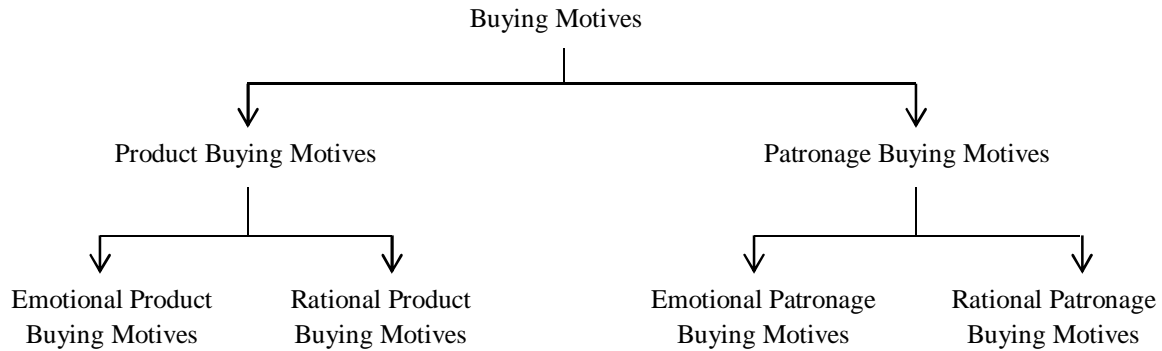 Buying Motives
Product Buying Motives
Patronage Buying Motives
Emotional Product
Buying Motives
Rational Product
Buying Motives
Emotional Patronage
Buying Motives
Rational Patronage
Buying Motives